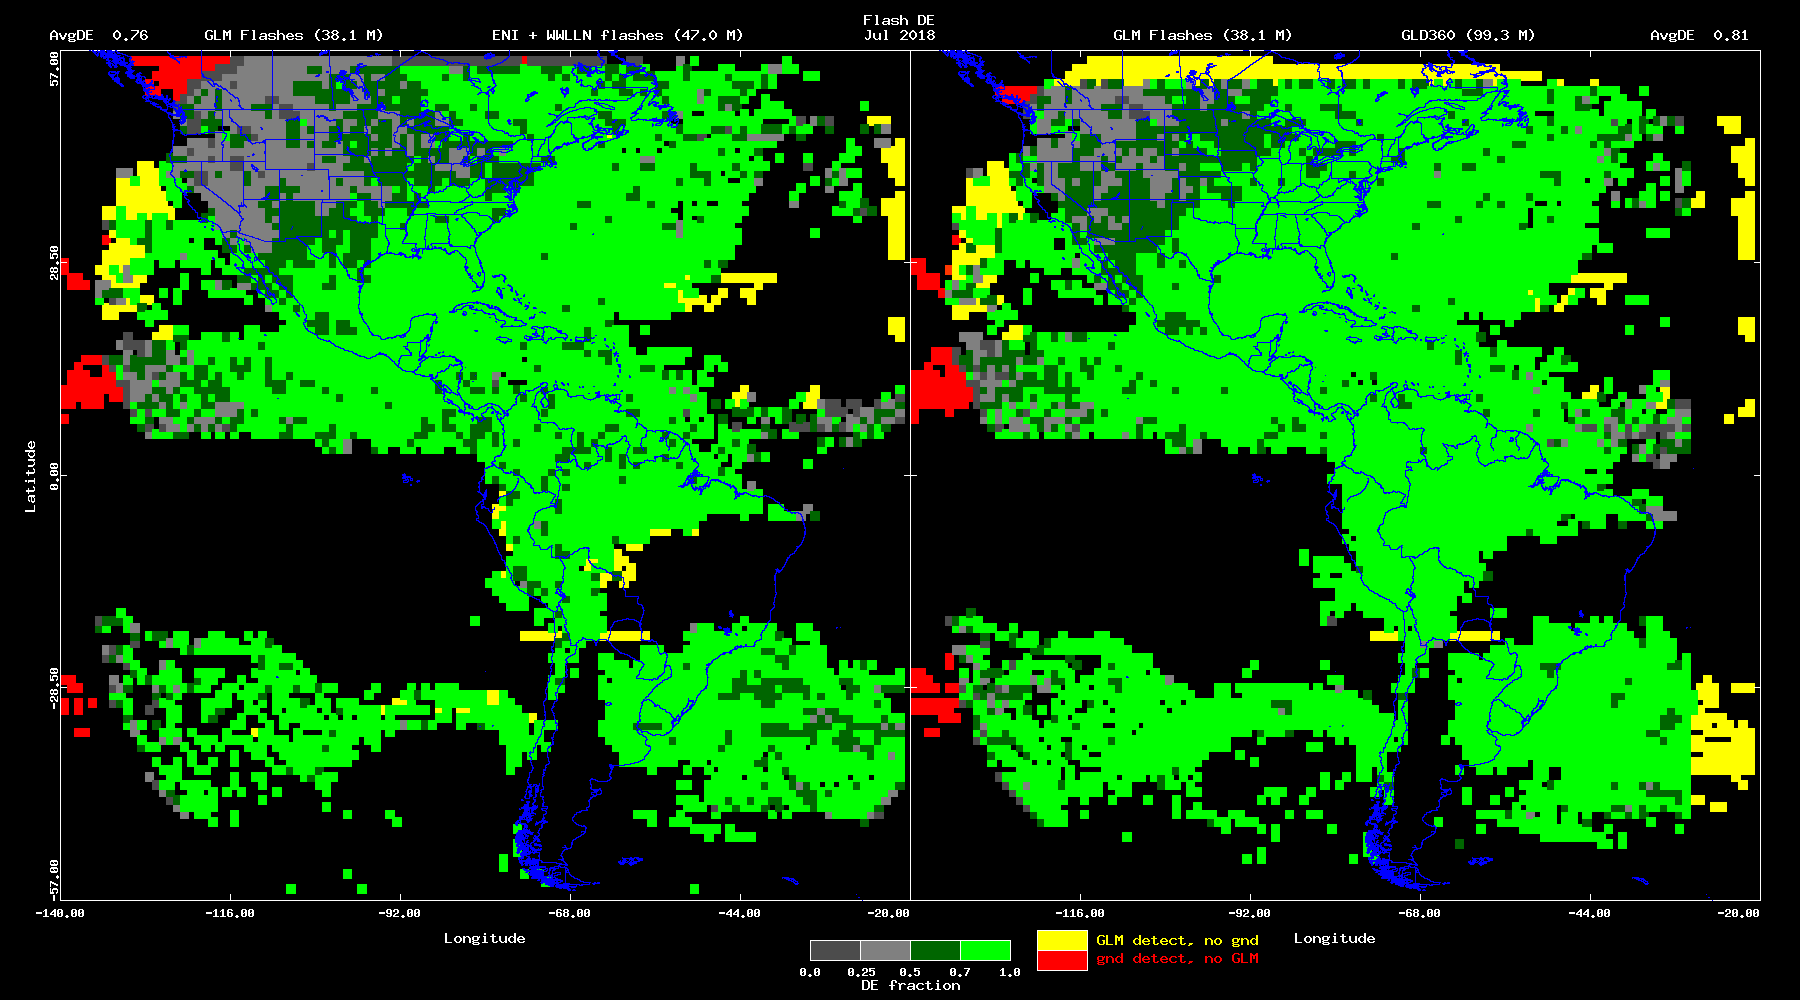 Flash DE
AvgDE 0.76 GLM Flashes (38.1 M) ENI + WWLLN flashes (47.0 M) Jul 2018 GLM Flashes (38.1 M) GLD360 (99.3 M) AvgDE 0.81
57.00
28.50
Latitude
0.00
-28.50
-57.00
-140.00 -116.00 -92.00 -68.00 -44.00 -20.00 -116.00 -92.00 -68.00 -44.00 -20.00
Longitude Longitude
GLM detect, no gnd
gnd detect, no GLM
0.0 0.25 0.5 0.7 1.0
DE fraction